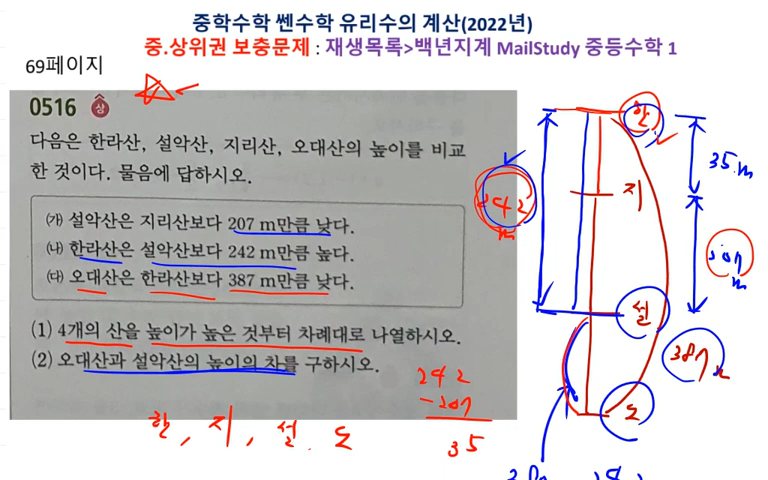 중학수학 쎈수학 유리수의 계산(2022년)
중.상위권 보충문제 : 재생목록>백년지계 MailStudy 중등수학 1
69페이지
0516 상
다음은 한라산, 설악산, 지리산, 오대산의 높이를 비교
한 것이다. 물음에 답하시오.
㈎ 설악산은 지리산보다 207 m만큼 낮다.
㈏ 한라산은 설악산보다 242 m만큼 높다.
㈐ 오대산은 한라산보다 387 m만큼 낮다.
(1) 4개의 산을 높이가 높은 것부터 차례대로 나열하시오.
(2) 오대산과 설악산의 높이의 차를 구하시오.
242
-207
35
한, 지, 설. 오
한
35.m
지
242
m
207
m
설
387 m
오